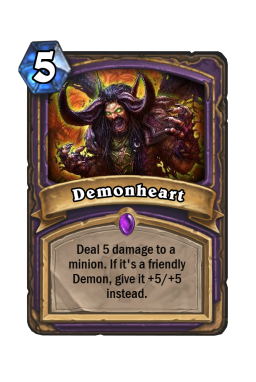 5
Demonheart
Deal 5 damage to a
minion. If it's a friendly
Demon, give it +5/+5
instead.